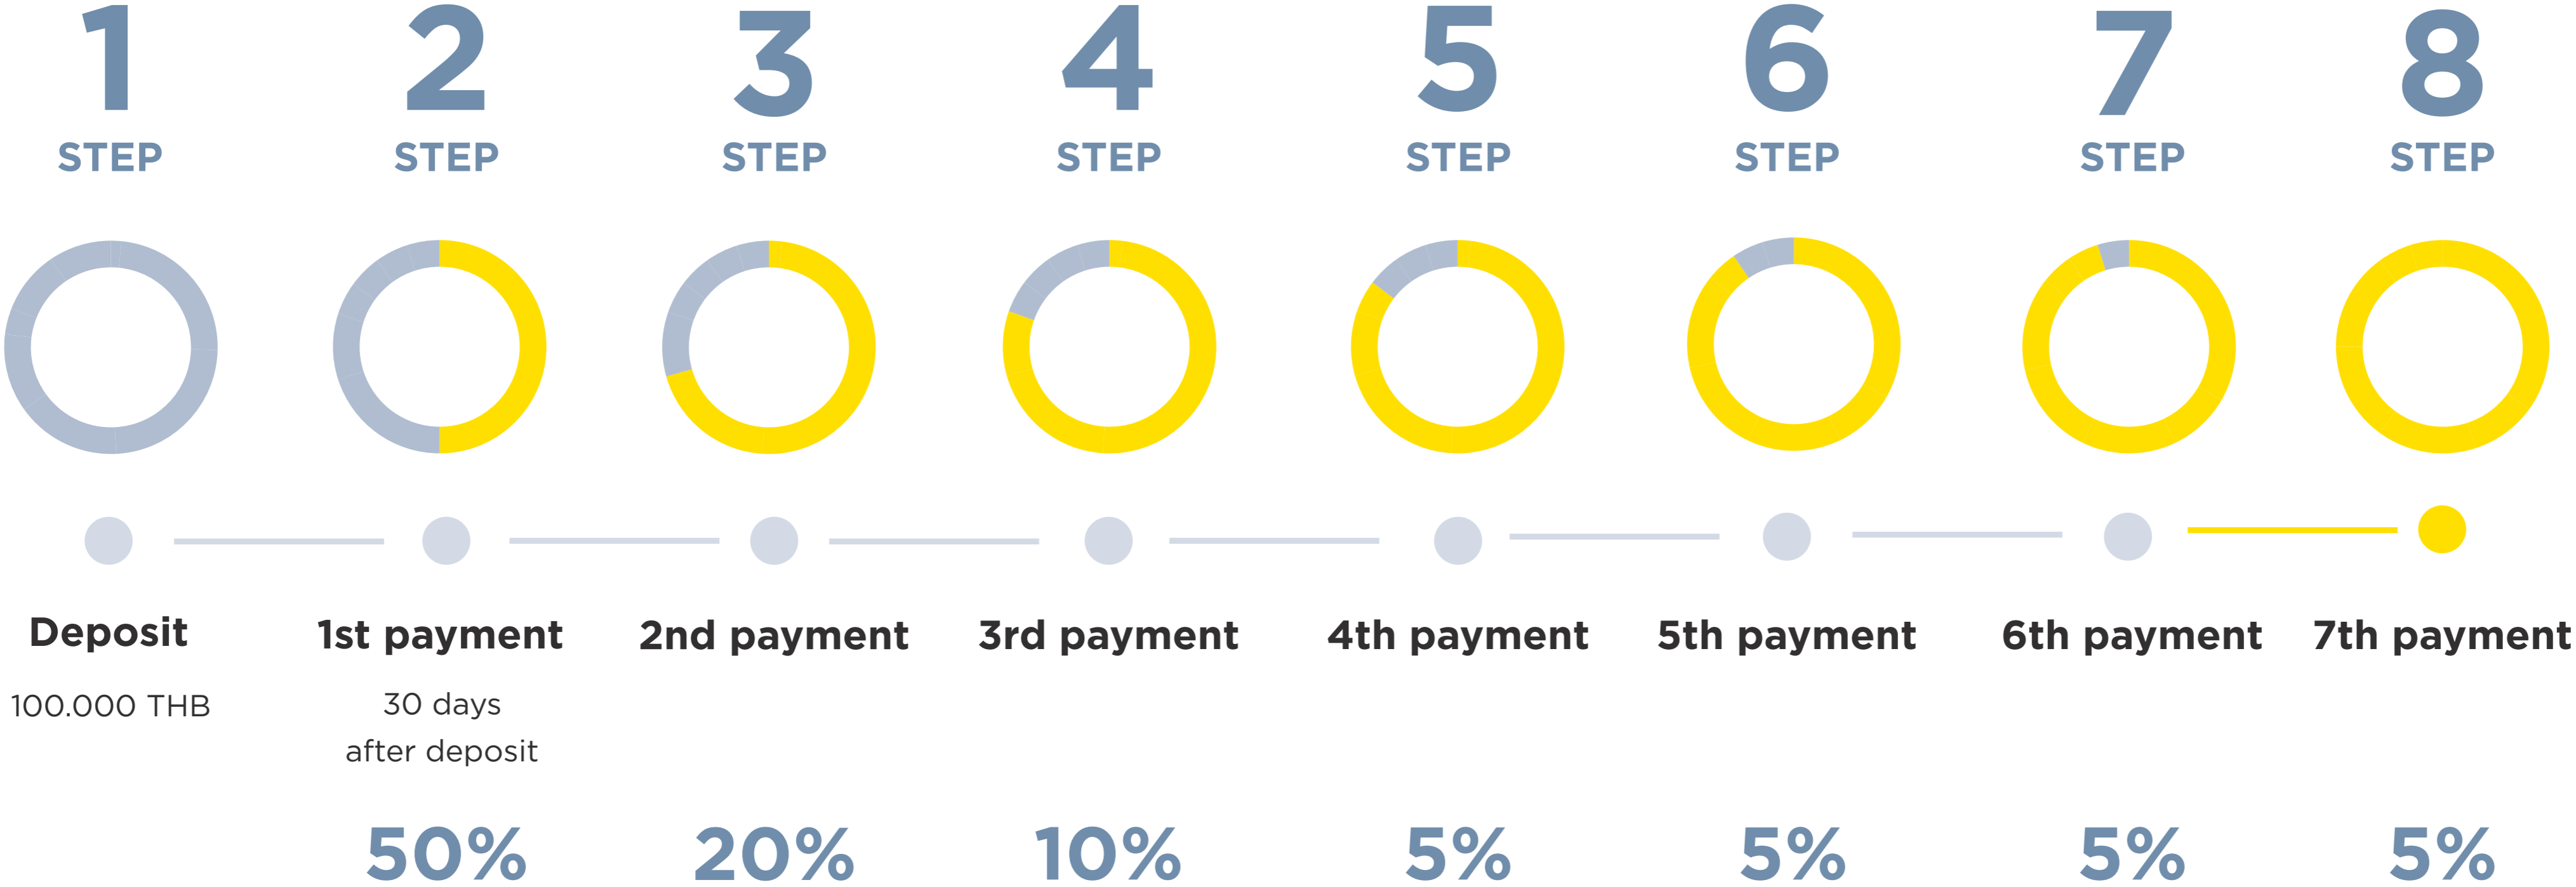 1 2 3 4 5 6 7 8
STEP STEP STEP STEP STEP STEP STEP STEP
Deposit 1st payment 2nd payment 3rd payment 4th payment 5th payment 6th payment 7th payment
100.000 THB 30 days
after deposit
50% 20% 10% 5% 5% 5% 5%